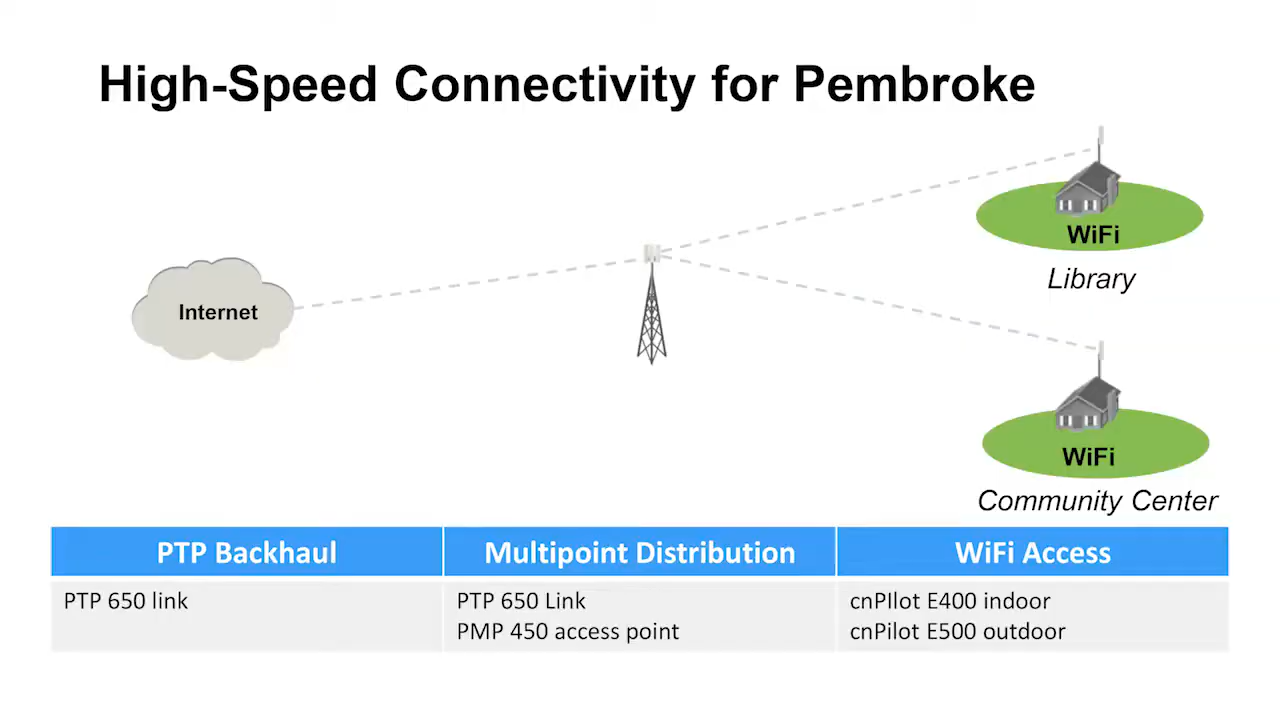 High-Speed Connectivity for Pembroke
WiFi
Library
Internet
WiFi
Community Center
PTP Backhaul
Multipoint Distribution
WiFi Access
PTP 650 link
PTP 650 Link
PMP 450 access point
cnPIlot E400 indoor
cnPilot E500 outdoor